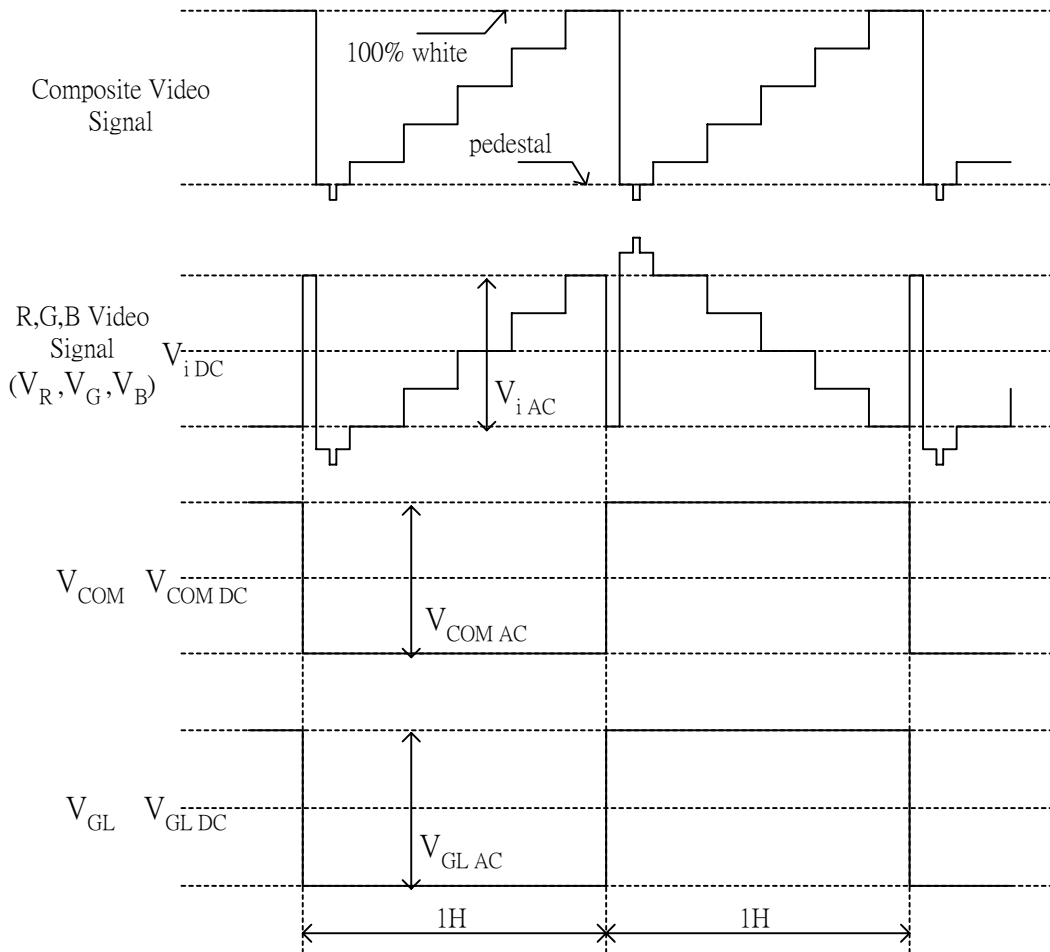 100% white
Composite Video
Signal
pedestal
R,G,B Video
Signal
(V_R ,V_G ,V_B)
V_i DC
V_i AC
V_COM V_COM DC
V_COM AC
V_GL V_GL DC
V_GL AC
1H 1H